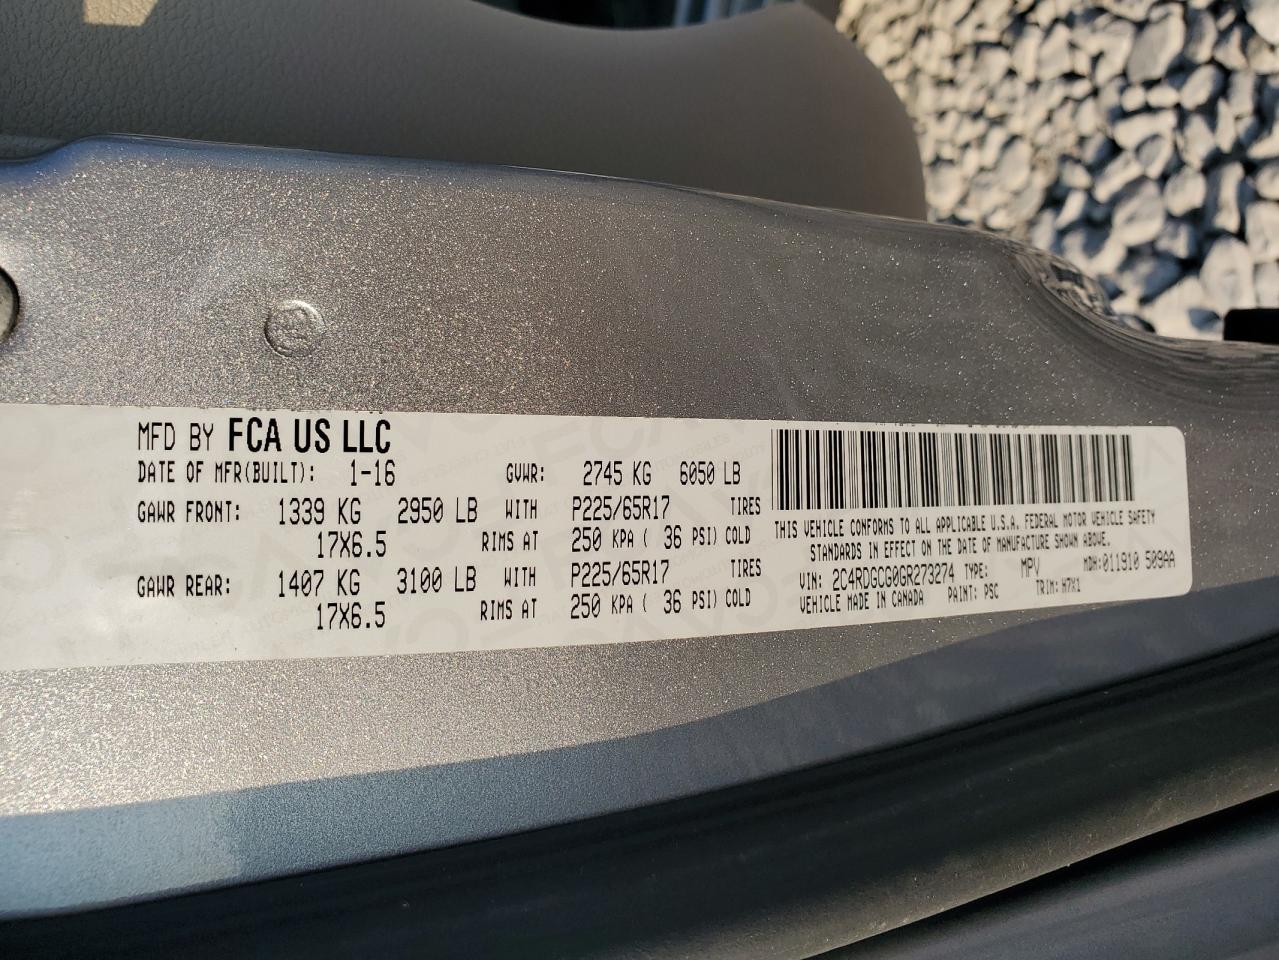 MFD BY FCA US LLC
DATE OF MFR(BUILT): 1-16 GVWR: 2745 KG 6050 LB
GAWR FRONT: 1339 KG 2950 LB WITH P225/65R17 TIRES
17X6.5 RIMS AT 250 KPA ( 36 PSI) COLD
GAWR REAR: 1407 KG 3100 LB WITH P225/65R17 TIRES
17X6.5 RIMS AT 250 KPA ( 36 PSI) COLD
THIS VEHICLE CONFORMS TO ALL APPLICABLE U.S.A. FEDERAL MOTOR VEHICLE SAFETY
STANDARDS IN EFFECT ON THE DATE OF MANUFACTURE SHOWN ABOVE.
VIN: 2C4RDGCG0GR273274 TYPE: MPV MDH:011910 509AA
VEHICLE MADE IN CANADA PAINT: PSC TRIM: H7X1